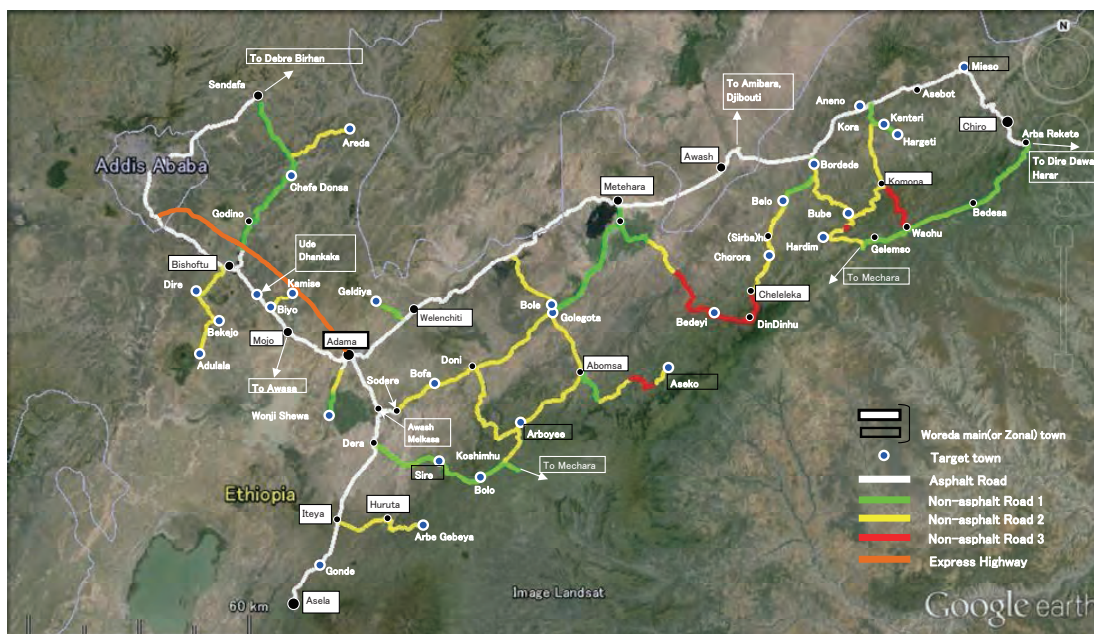 N
To Debre Birhan
Sendafa
Mieso
To Amibara,
Djibouti
Asebot
Aneno
Kenteri
Kora
Chiro
Areda
Hargeti
Arba Rekete
Addis Ababa
Awash
To Dire Dawa
Harar
Bordede
Chefe Donsa
Metehara
Komona
Belo
Godino
Bube
Bedesa
Ude
Dhankaka
(Sirba)h
Wachu
Hardim
Gelemso
Chorora
Bishoftu
To Mechara
Kamise
Dire
Geldiya
Cheleleka
Biyo
Bole
Welenchiti
Golegota
Bedeyi
DinDinhu
Bekejo
Mojo
Adama
Adulala
Doni
Abomsa
Sodere
Bofa
Aseko
To Awasa
Wonji Shewa
Awash
Melkasa
Arboyee
Woreda main(or Zonal) town
Dera
Koshimhu
Target town
Sire
To Mechara
Bolo
Asphalt Road
Ethiopia
Non-asphalt Road 1
Huruta
Iteya
Non-asphalt Road 2
Arbe Gebeya
Non-asphalt Road 3
Express Highway
Gonde
60 km
Image Landsat
Asela
Google earth